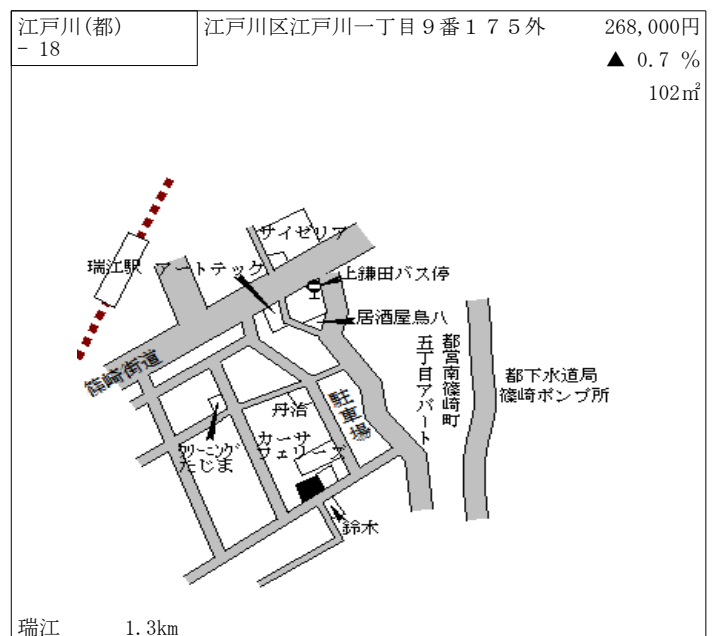 江戸川(都)
- 18
江戸川区江戸川一丁目９番１７５外
268,000円
▲ 0.7 %
102㎡
サイゼリア
瑞江駅
アートテック
上鎌田バス停
居酒屋鳥八
篠崎街道
都営南篠崎町
五丁目アパート
都下水道局
篠崎ポンプ所
丹治
駐車場
カーサ
フェリーズ
クリーニング
たじま
鈴木
瑞江
1.3km